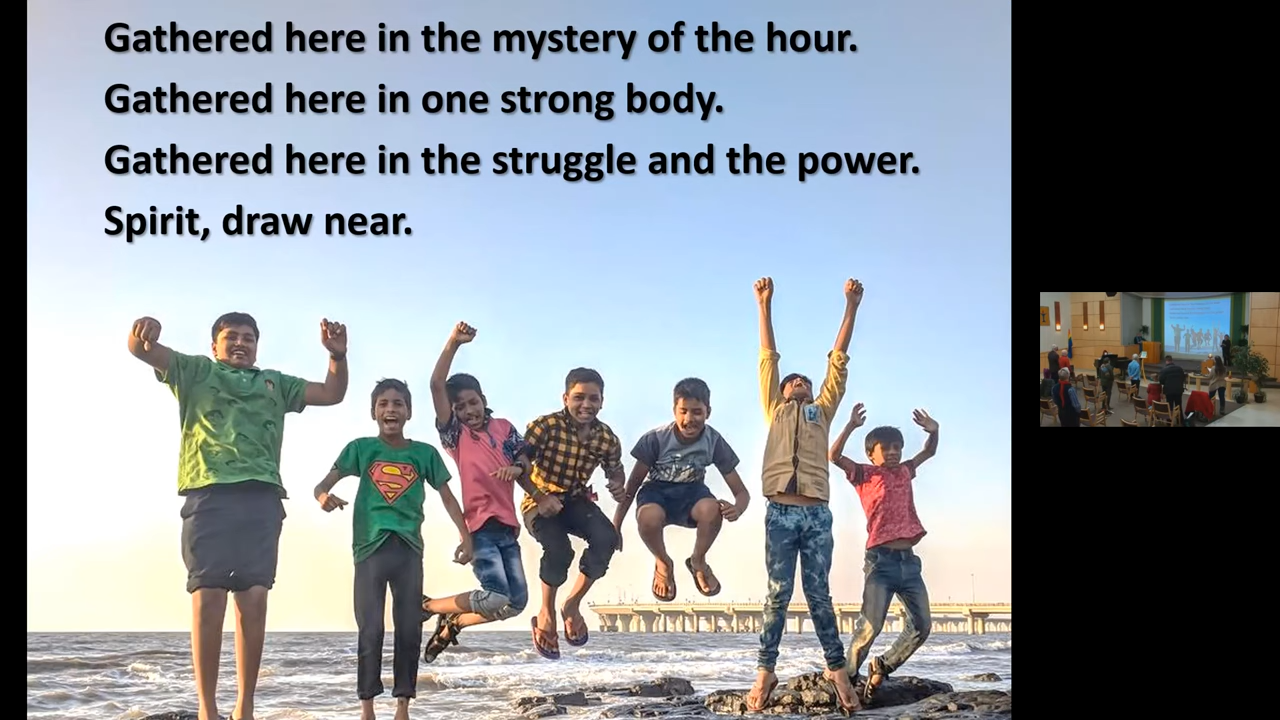 Gathered here in the mystery of the hour.
Gathered here in one strong body.
Gathered here in the struggle and the power.
Spirit, draw near.